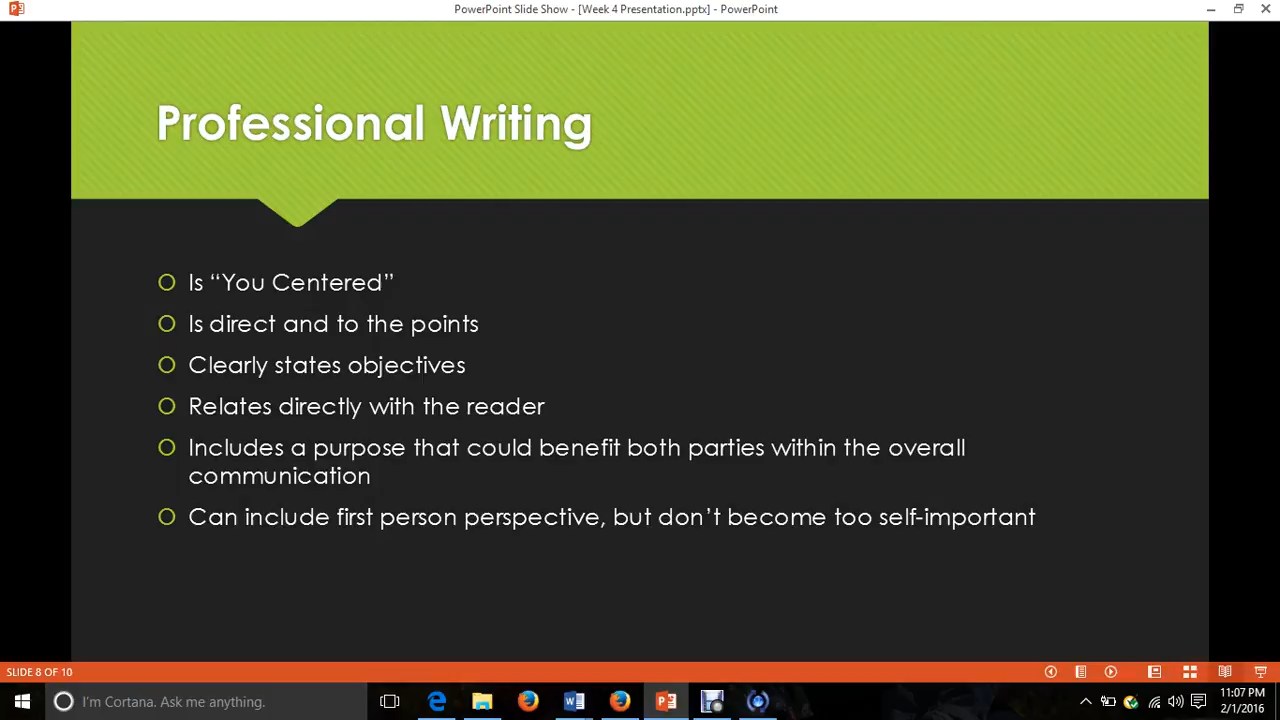 PowerPoint Slide Show - [Week 4 Presentation.pptx] - PowerPoint
Professional Writing
Is “You Centered”
Is direct and to the points
Clearly states objectives
Relates directly with the reader
Includes a purpose that could benefit both parties within the overall
communication
Can include first person perspective, but don’t become too self-important
SLIDE 8 OF 10
I'm Cortana. Ask me anything.
11:07 PM
2/1/2016